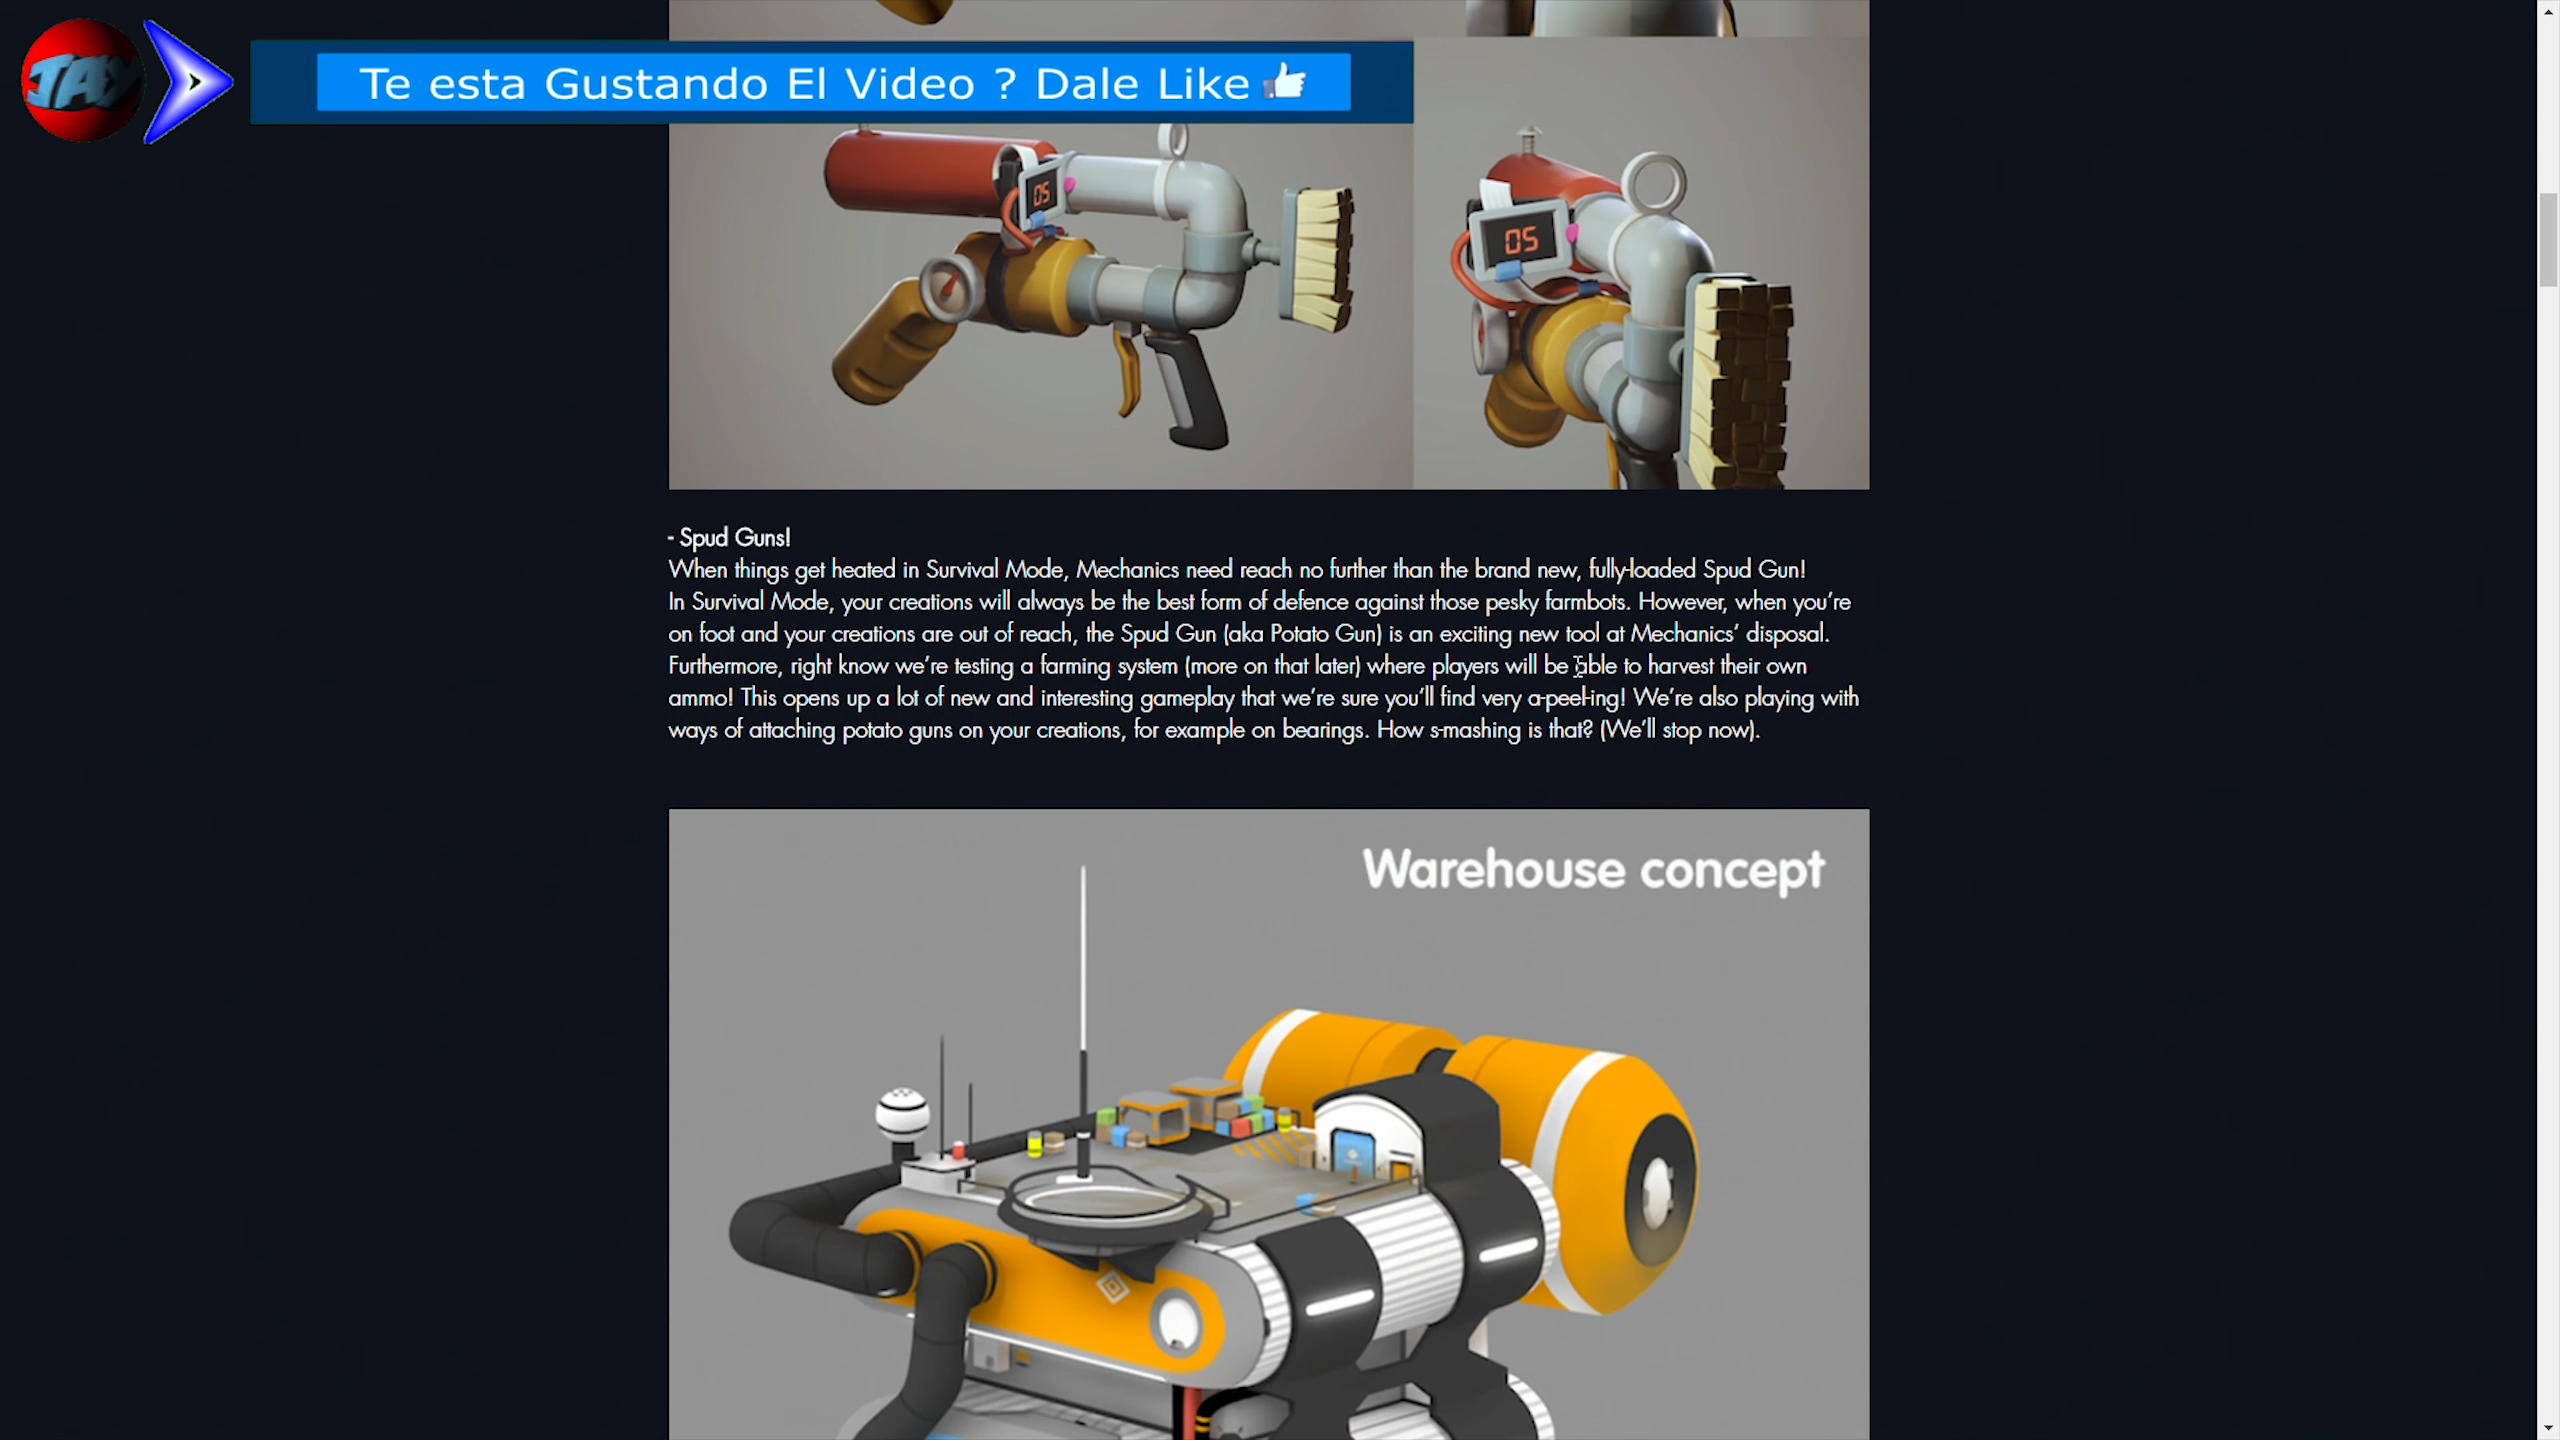 JAY
Te esta Gustando El Video ? Dale Like
05
05
- Spud Guns!
When things get heated in Survival Mode, Mechanics need reach no further than the brand new, fully-loaded Spud Gun!
In Survival Mode, your creations will always be the best form of defence against those pesky farmbots. However, when you're
on foot and your creations are out of reach, the Spud Gun (aka Potato Gun) is an exciting new tool at Mechanics' disposal.
Furthermore, right know we're testing a farming system (more on that later) where players will be able to harvest their own
ammo! This opens up a lot of new and interesting gameplay that we're sure you'll find very a-peel-ing! We're also playing with
ways of attaching potato guns on your creations, for example on bearings. How s-mashing is that? (We'll stop now).
Warehouse concept